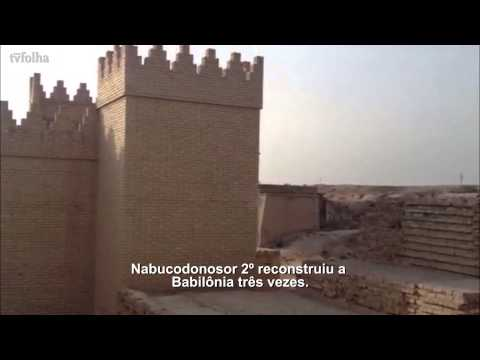 tvfolha
Nabucodonosor 2º reconstruiu a
Babilônia três vezes.